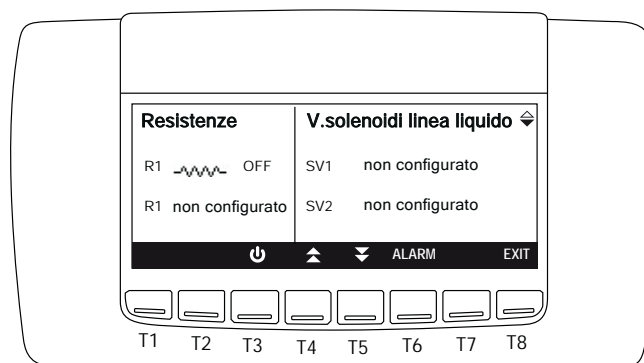 Resistenze
V.solenoidi linea liquido
R1 OFF
SV1 non configurato
R1 non configurato
SV2 non configurato
ALARM EXIT
T1 T2 T3 T4 T5 T6 T7 T8